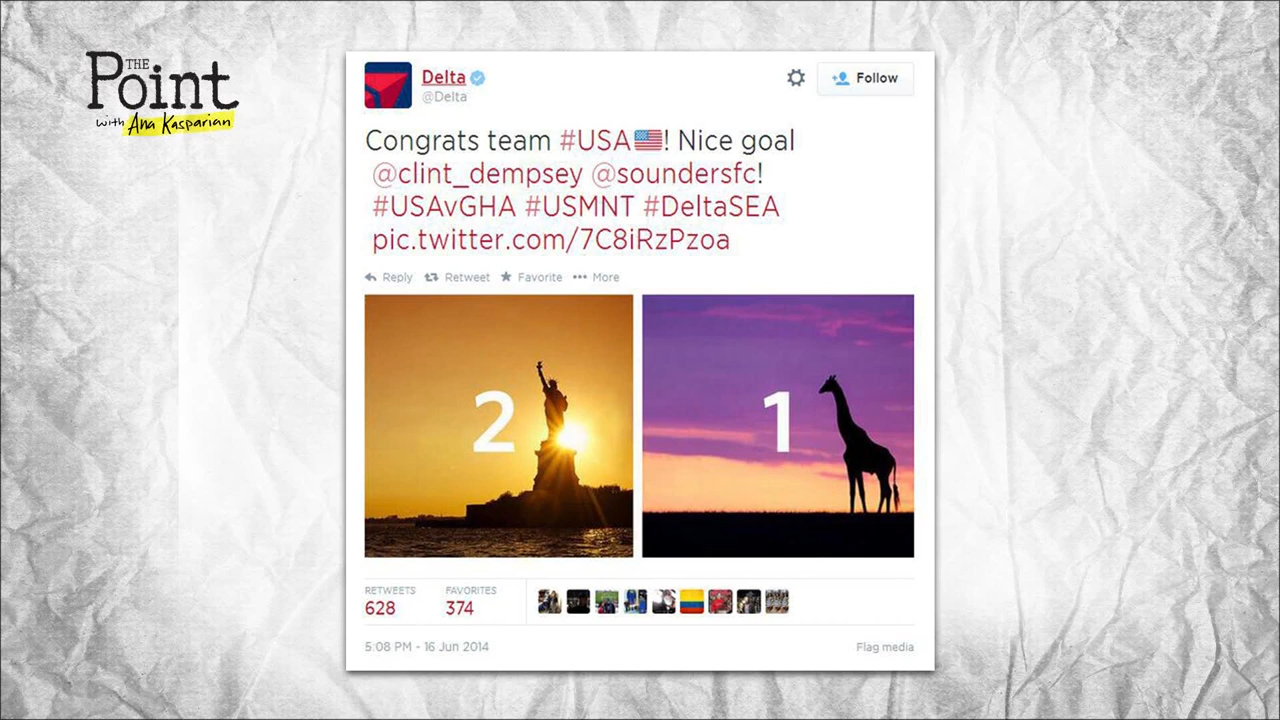 THE
Point
with Ana Kasparian
Delta
@Delta
Follow
Congrats team #USA🇺🇸! Nice goal
@clint_dempsey @soundersfc!
#USAvGHA #USMNT #DeltaSEA
pic.twitter.com/7C8iRzPzoa
Reply Retweet Favorite More
2 1
RETWEETS FAVORITES
628 374
5:08 PM - 16 Jun 2014 Flag media